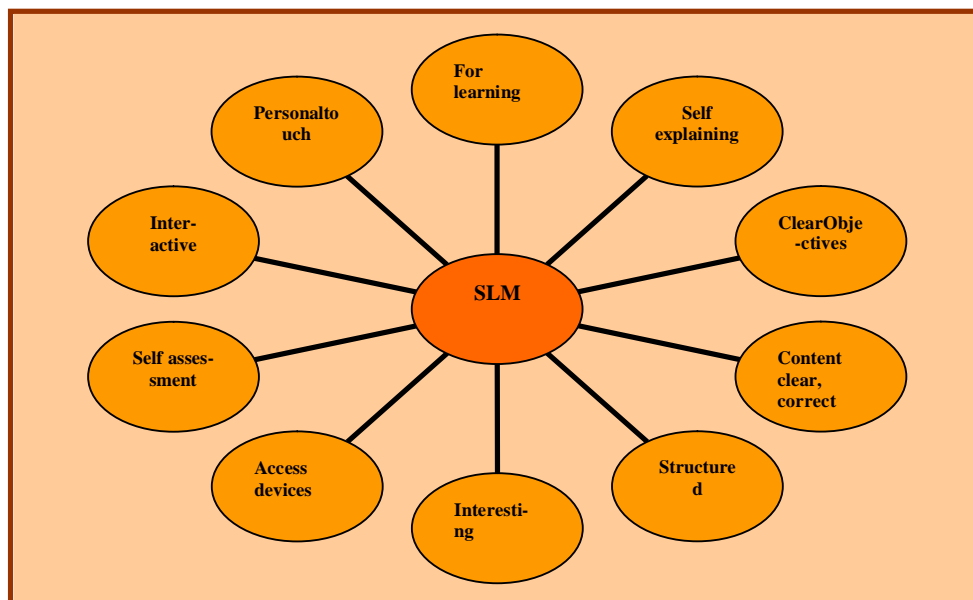 For
learning
Personalto
uch
Self
explaining
Inter-
active
ClearObje
-ctives
SLM
Self asses-
sment
Content
clear,
correct
Access
devices
Structure
d
Interesti-
ng